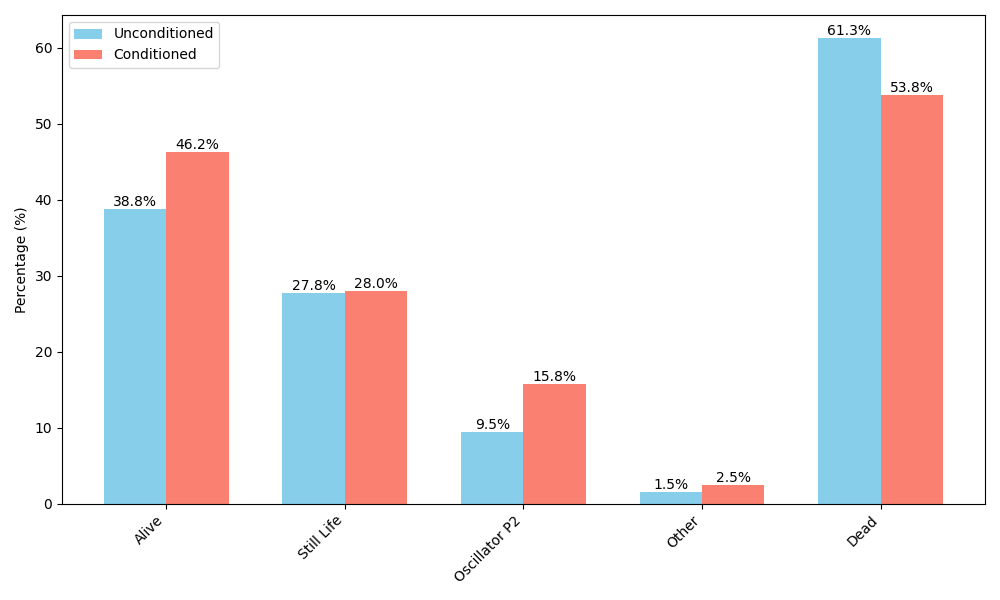 Unconditioned
Conditioned
Percentage (%)
60
50
40
30
20
10
0
38.8%
46.2%
27.8%
28.0%
9.5%
15.8%
1.5%
2.5%
61.3%
53.8%
Alive
Still Life
Oscillator P2
Other
Dead